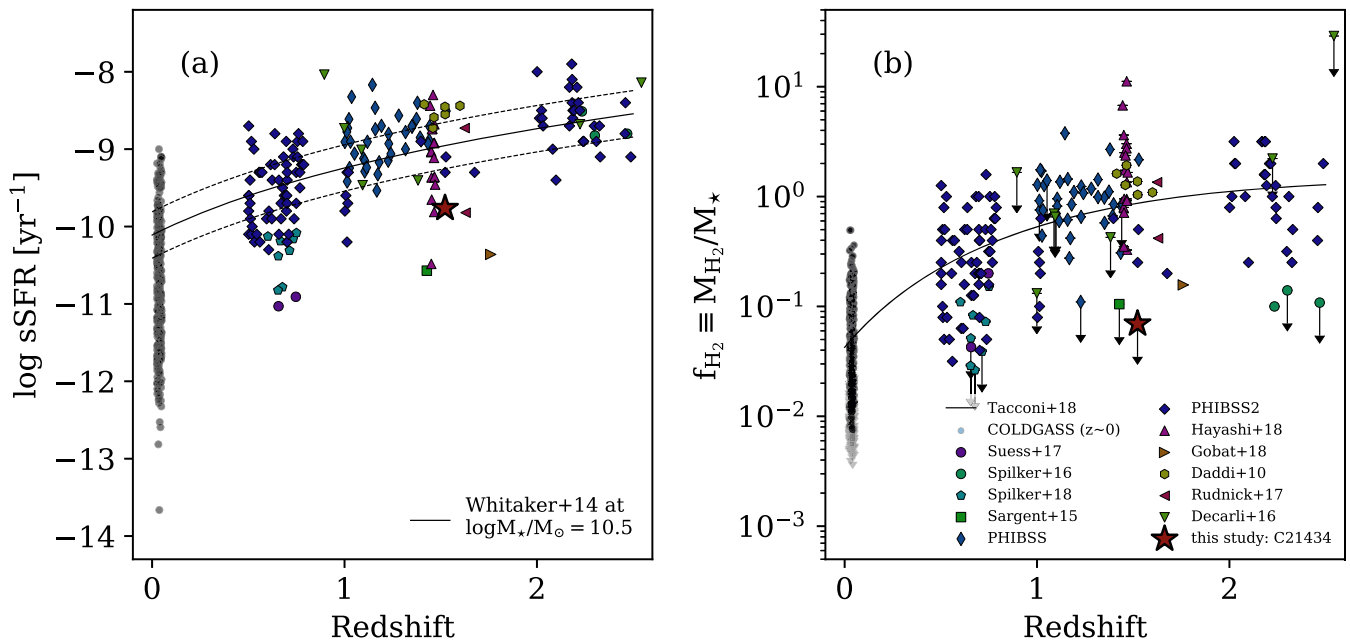 (a)
log sSFR [yr⁻¹]
−8
−9
−10
−11
−12
−13
−14
0
1
2
Redshift
Whitaker+14 at
logM⋆/M⊙ = 10.5
(b)
f_H₂ ≡ M_H₂/M⋆
10¹
10⁰
10⁻¹
10⁻²
10⁻³
0
1
2
Redshift
Tacconi+18
COLDGASS (z~0)
Suess+17
Spilker+16
Spilker+18
Sargent+15
PHIBSS
PHIBSS2
Hayashi+18
Gobat+18
Daddi+10
Rudnick+17
Decarli+16
this study: C21434